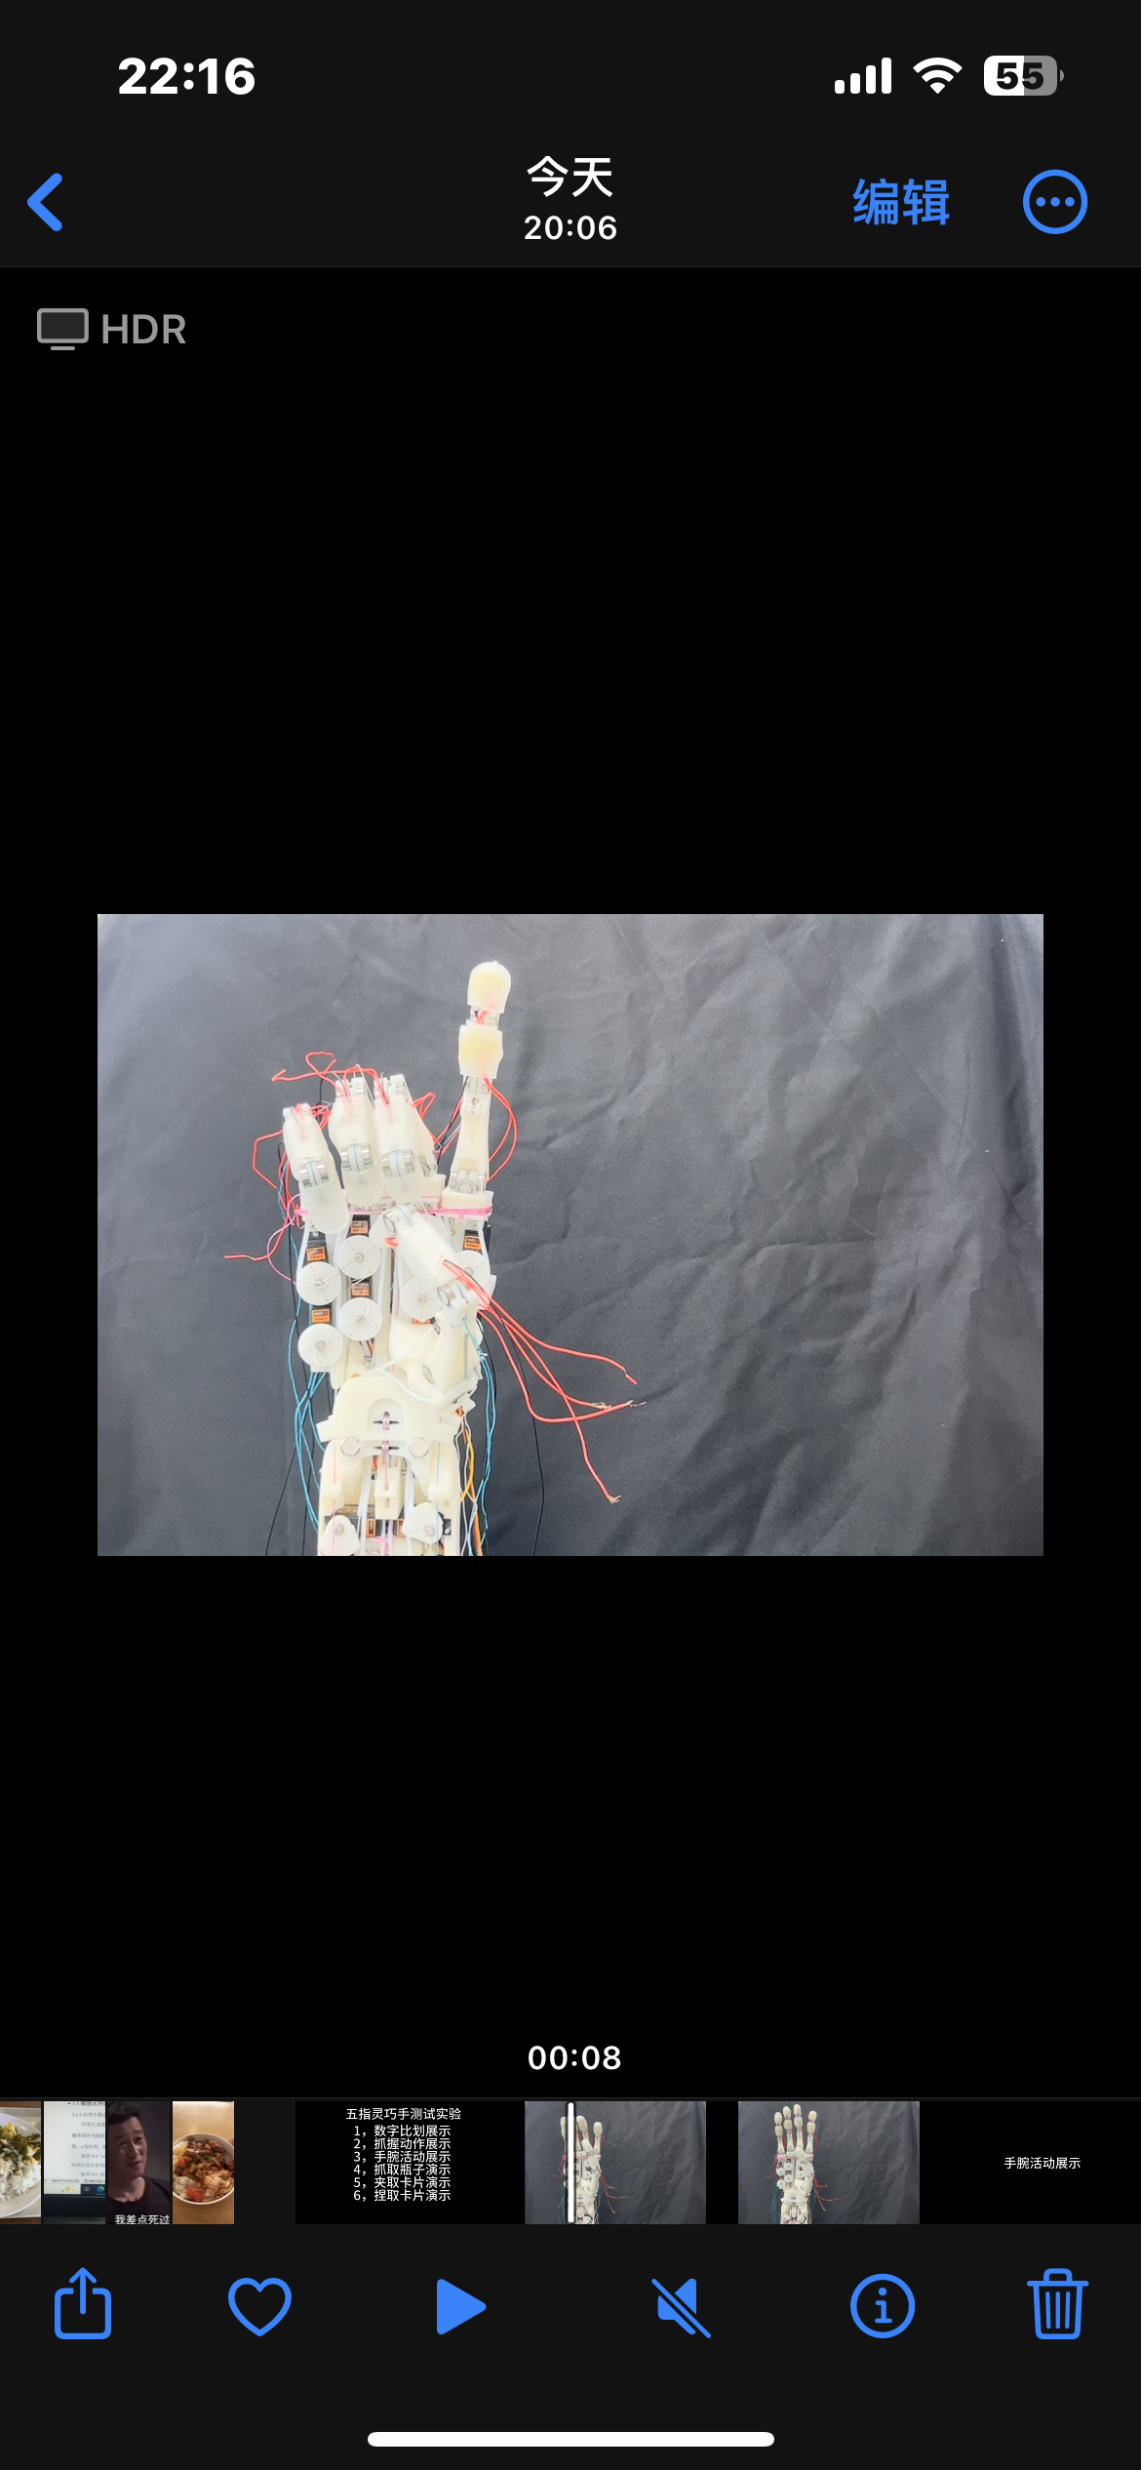 22:16
55
今天
20:06
编辑
HDR
00:08
五指灵巧手测试实验
1，数字比划展示
2，抓握动作展示
3，手腕活动展示
4，抓取瓶子演示
5，夹取卡片演示
6，捏取卡片演示
手腕活动展示
我差点死过